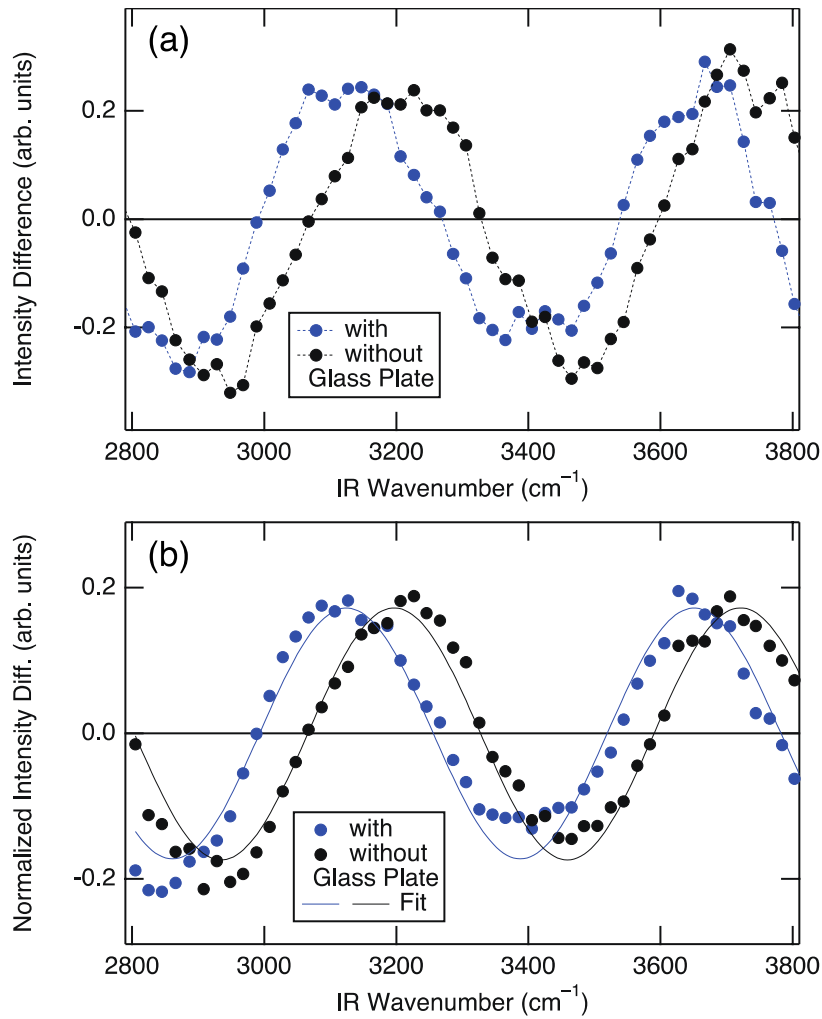 (a)
Intensity Difference (arb. units)
0.2
0.0
-0.2
with
without
Glass Plate
2800 3000 3200 3400 3600 3800
IR Wavenumber (cm⁻¹)
(b)
Normalized Intensity Diff. (arb. units)
0.2
0.0
-0.2
with
without
Glass Plate
Fit
2800 3000 3200 3400 3600 3800
IR Wavenumber (cm⁻¹)